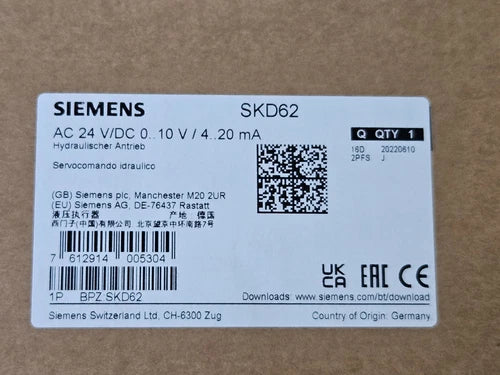 SIEMENS SKD62
AC 24 V/DC 0..10 V / 4..20 mA
Q QTY 1
Hydraulischer Antrieb
16D 20220610
2PFS J
Servocomando idraulico
(GB) Siemens plc, Manchester M20 2UR
(EU) Siemens AG, DE-76437 Rastatt
液压执行器 产地 德国
西门子(中国)有限公司 北京望京中环南路7号
7 612914 005304
UK CA EAC CE
1P BPZ SKD62
Downloads: www.siemens.com/bt/download
Siemens Switzerland Ltd, CH-6300 Zug
Country of Origin: Germany